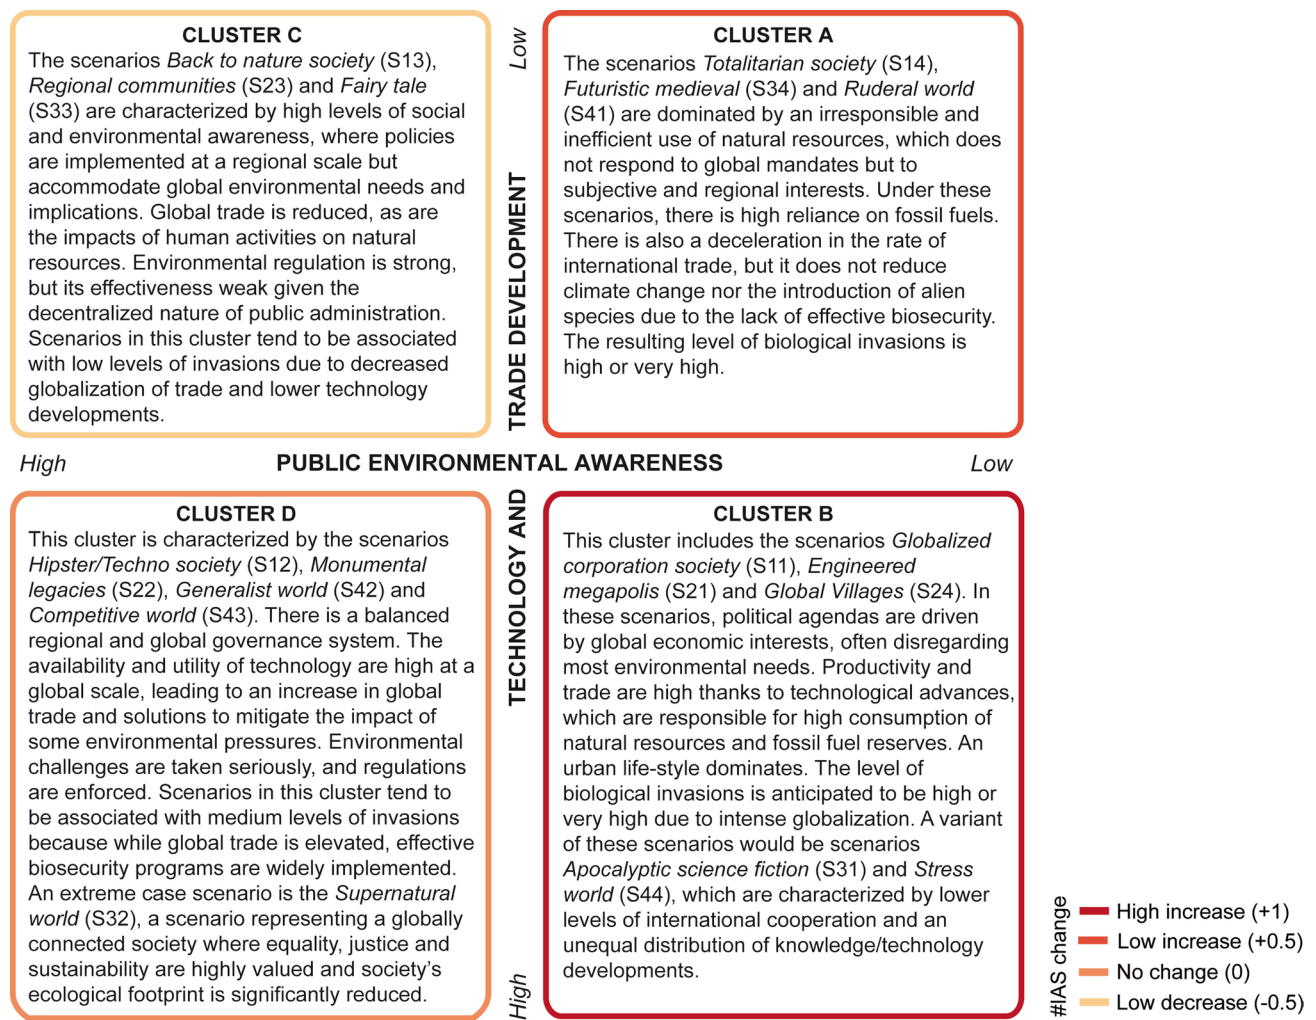 CLUSTER C
The scenarios Back to nature society (S13),
Regional communities (S23) and Fairy tale
(S33) are characterized by high levels of social
and environmental awareness, where policies
are implemented at a regional scale but
accommodate global environmental needs and
implications. Global trade is reduced, as are
the impacts of human activities on natural
resources. Environmental regulation is strong,
but its effectiveness weak given the
decentralized nature of public administration.
Scenarios in this cluster tend to be associated
with low levels of invasions due to decreased
globalization of trade and lower technology
developments.
Low
CLUSTER A
The scenarios Totalitarian society (S14),
Futuristic medieval (S34) and Ruderal world
(S41) are dominated by an irresponsible and
inefficient use of natural resources, which does
not respond to global mandates but to
subjective and regional interests. Under these
scenarios, there is high reliance on fossil fuels.
There is also a deceleration in the rate of
international trade, but it does not reduce
climate change nor the introduction of alien
species due to the lack of effective biosecurity.
The resulting level of biological invasions is
high or very high.
High
PUBLIC ENVIRONMENTAL AWARENESS
Low
TECHNOLOGY AND TRADE DEVELOPMENT
CLUSTER D
This cluster is characterized by the scenarios
Hipster/Techno society (S12), Monumental
legacies (S22), Generalist world (S42) and
Competitive world (S43). There is a balanced
regional and global governance system. The
availability and utility of technology are high at a
global scale, leading to an increase in global
trade and solutions to mitigate the impact of
some environmental pressures. Environmental
challenges are taken seriously, and regulations
are enforced. Scenarios in this cluster tend to
be associated with medium levels of invasions
because while global trade is elevated, effective
biosecurity programs are widely implemented.
An extreme case scenario is the Supernatural
world (S32), a scenario representing a globally
connected society where equality, justice and
sustainability are highly valued and society's
ecological footprint is significantly reduced.
High
CLUSTER B
This cluster includes the scenarios Globalized
corporation society (S11), Engineered
megapolis (S21) and Global Villages (S24). In
these scenarios, political agendas are driven
by global economic interests, often disregarding
most environmental needs. Productivity and
trade are high thanks to technological advances,
which are responsible for high consumption of
natural resources and fossil fuel reserves. An
urban life-style dominates. The level of
biological invasions is anticipated to be high or
very high due to intense globalization. A variant
of these scenarios would be scenarios
Apocalyptic science fiction (S31) and Stress
world (S44), which are characterized by lower
levels of international cooperation and an
unequal distribution of knowledge/technology
developments.
#IAS change
High increase (+1)
Low increase (+0.5)
No change (0)
Low decrease (-0.5)